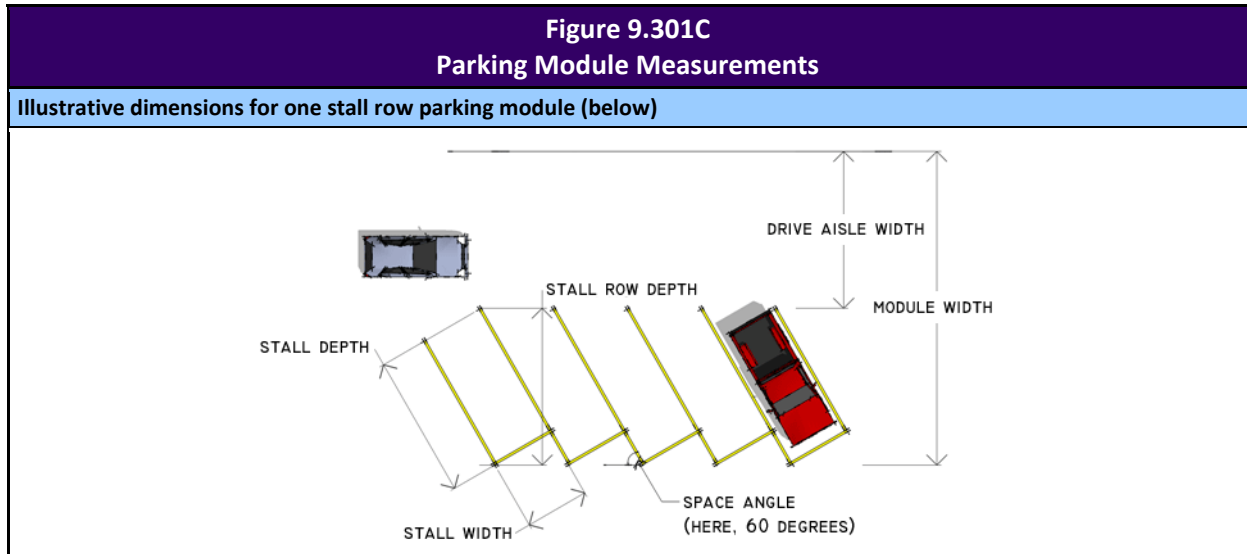 Figure 9.301C
Parking Module Measurements
Illustrative dimensions for one stall row parking module (below)
DRIVE AISLE WIDTH
STALL ROW DEPTH
MODULE WIDTH
STALL DEPTH
SPACE ANGLE
(HERE, 60 DEGREES)
STALL WIDTH